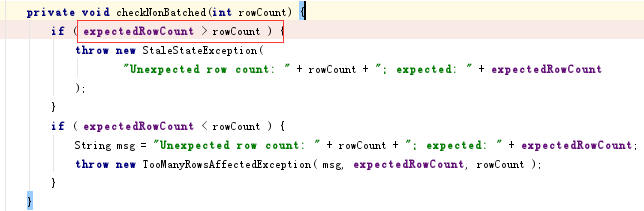 private void checkNonBatched(int rowCount) {
if ( expectedRowCount > rowCount ) {
throw new StaleStateException(
"Unexpected row count: " + rowCount + "; expected: " + expectedRowCount
);
}
if ( expectedRowCount < rowCount ) {
String msg = "Unexpected row count: " + rowCount + "; expected: " + expectedRowCount;
throw new TooManyRowsAffectedException( msg, expectedRowCount, rowCount );
}
}